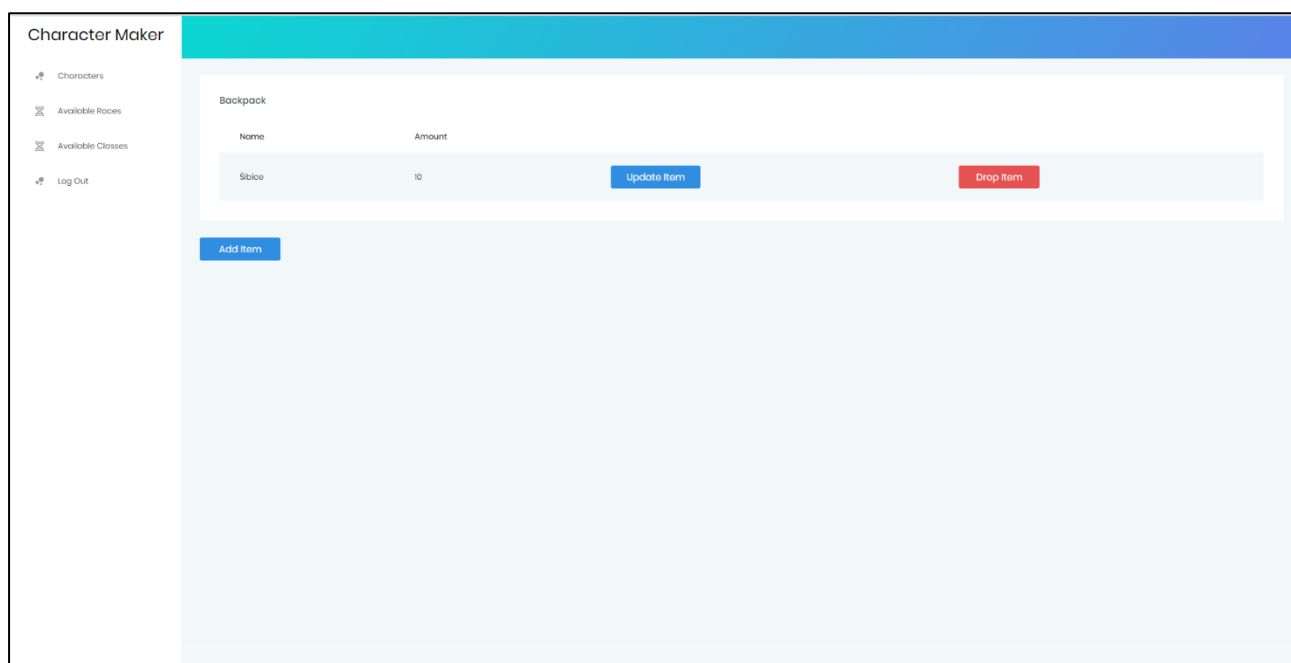 Character Maker
Characters
Available Races
Available Classes
Log Out
Backpack
Name Amount
Šibice 10 Update Item Drop Item
Add Item